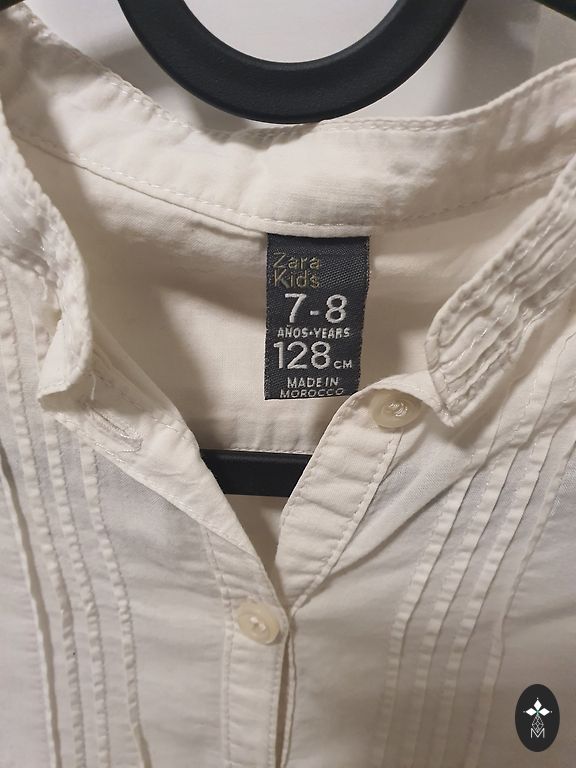 Zara
Kids
7-8
AÑOS•YEARS
128 CM
MADE IN
MOROCCO
M